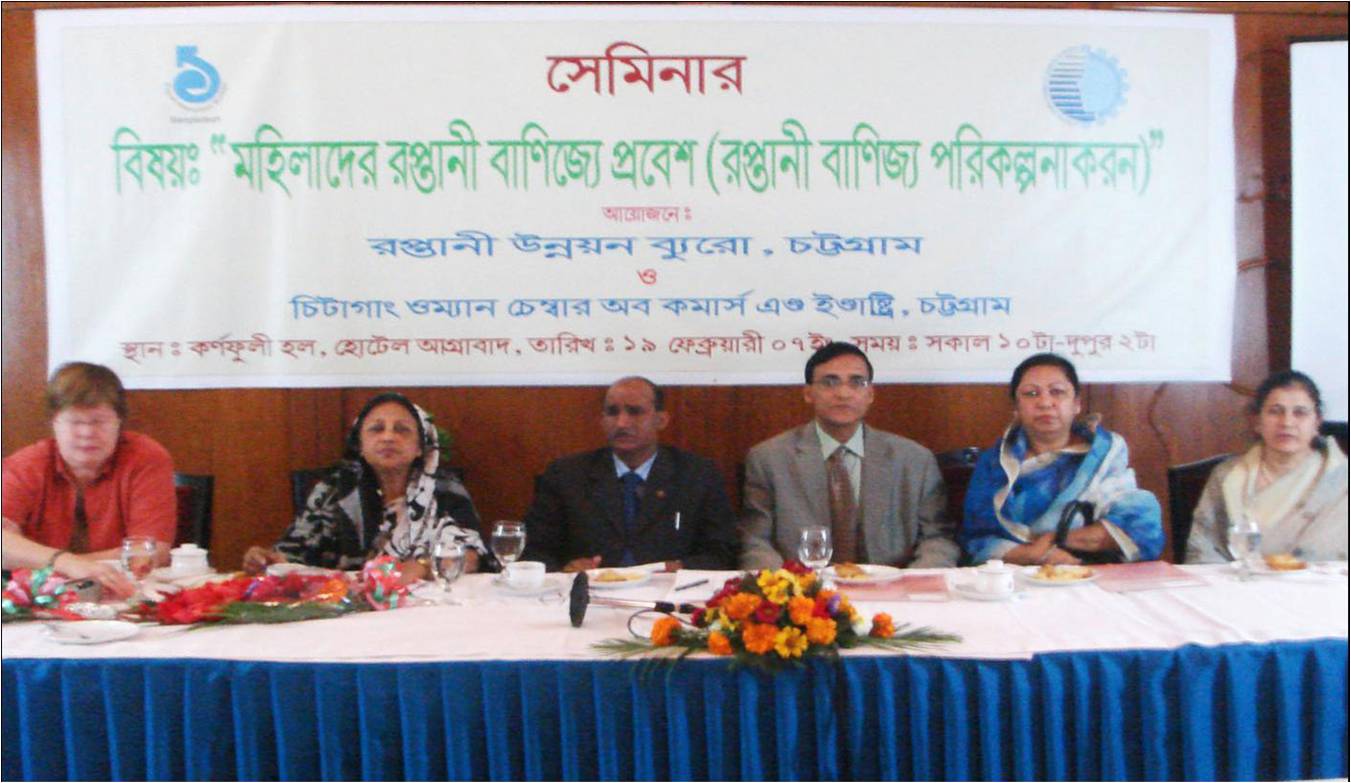 সেমিনার
বিষয়ঃ “মহিলাদের রপ্তানী বাণিজ্যে প্রবেশ (রপ্তানী বাণিজ্য পরিকল্পনাকরন)”
আয়োজনে ঃ
রপ্তানী উন্নয়ন ব্যুরো, চট্টগ্রাম
ও
চিটাগাং ওম্যান চেম্বার অব কমার্স এণ্ড ইণ্ডাষ্ট্রি, চট্টগ্রাম
স্থান ঃ কর্ণফুলী হল, হোটেল আগ্রাবাদ, তারিখ ঃ ১৯ ফেব্রুয়ারী ০৭ইং সময় ঃ সকাল ১০টা-দুপুর ২টা